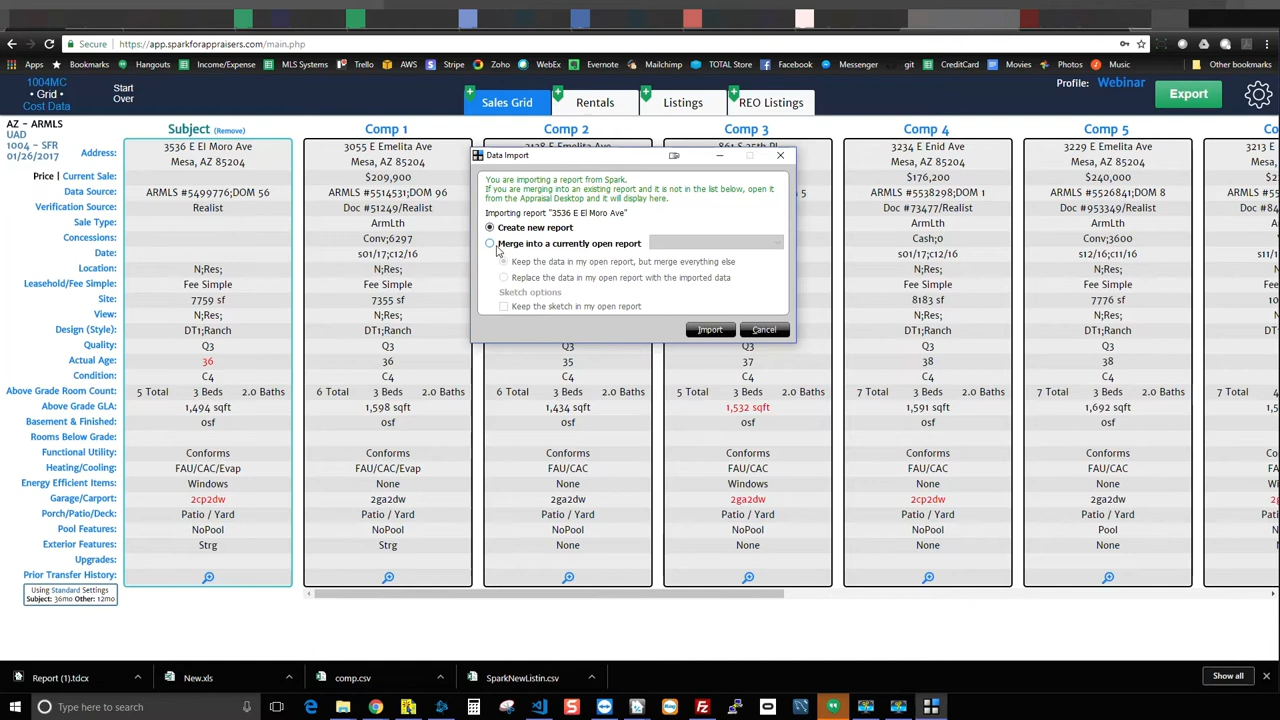 Secure https://app.sparkforappraisers.com/main.php
Apps Bookmarks Hangouts Income/Expense MLS Systems Trello AWS Stripe Zoho WebEx Evernote Mailchimp TOTAL Store Facebook Messenger git CreditCard Movies Photos Music Other bookmarks
1004MC
• Grid •
Cost Data
Start
Over
Sales Grid Rentals Listings REO Listings
Profile: Webinar
Export
AZ - ARMLS
UAD
1004 - SFR
01/26/2017
Subject (Remove) Comp 1 Comp 2 Comp 3 Comp 4 Comp 5
Address: 3536 E El Moro Ave 3055 E Emelita Ave 3234 E Enid Ave 3229 E Emelita Ave 3213
Mesa, AZ 85204 Mesa, AZ 85204 Mesa, AZ 85204 Mesa, AZ 85204
Price | Current Sale: $209,900 $176,200 $240,000
Data Source: ARMLS #5499776;DOM 56 ARMLS #5514531;DOM 96 ARMLS #5538298;DOM 1 ARMLS #5526841;DOM 8
Verification Source: Realist Doc #51249/Realist Doc #73477/Realist Doc #953349/Realist
Sale Type: ArmLth ArmLth ArmLth
Concessions: Conv;6297 Cash;0 Conv;0
Date: s01/17;c12/16 s01/17;c12/16 s12/16;c11/16
Location: N;Res; N;Res; N;Res; N;Res;
Leasehold/Fee Simple: Fee Simple Fee Simple Fee Simple Fee Simple
Site: 7759 sf 7355 sf 8183 sf 7776 sf
View: N;Res; N;Res; N;Res; N;Res;
Design (Style): DT1;Ranch DT1;Ranch DT1;Ranch DT1;Ranch
Quality: Q3 Q3 Q3 Q3 Q3 Q3
Actual Age: 36 36 35 37 38 38
Condition: C4 C4 C4 C4 C4 C4
Above Grade Room Count: 5 Total 3 Beds 2.0 Baths 6 Total 3 Beds 2.0 Baths 6 Total 3 Beds 2.0 Baths 5 Total 3 Beds 2.0 Baths 7 Total 3 Beds 2.0 Baths 7 Total 3 Beds 2.0 Baths
Above Grade GLA: 1,494 sqft 1,598 sqft 1,434 sqft 1,532 sqft 1,591 sqft 1,692 sqft
Basement & Finished: 0sf 0sf 0sf 0sf 0sf 0sf
Rooms Below Grade:
Functional Utility: Conforms Conforms Conforms Conforms Conforms Conforms
Heating/Cooling: FAU/CAC/Evap FAU/CAC/Evap FAU/CAC FAU/CAC FAU/CAC FAU/CAC
Energy Efficient Items: Windows None None Windows None None
Garage/Carport: 2cp2dw 2ga2dw 2ga2dw 2ga2dw 2cp2dw 2ga2dw
Porch/Patio/Deck: Patio / Yard Patio / Yard Patio / Yard Patio / Yard Patio / Yard Patio / Yard
Pool Features: NoPool NoPool NoPool NoPool NoPool Pool
Exterior Features: Strg Strg None None None None
Upgrades:
Prior Transfer History:
Using Standard Settings
Subject: 36mo Other: 12mo
Data Import
You are importing a report from Spark.
If you are merging into an existing report and it is not in the list below, open it
from the Appraisal Desktop and it will display here.
Importing report "3536 E El Moro Ave"
Create new report
Merge into a currently open report
Keep the data in my open report, but merge everything else
Replace the data in my open report with the imported data
Sketch options
Keep the sketch in my open report
Import Cancel
Report (1).tdcx New.xls comp.csv SparkNewListin.csv Show all
Type here to search